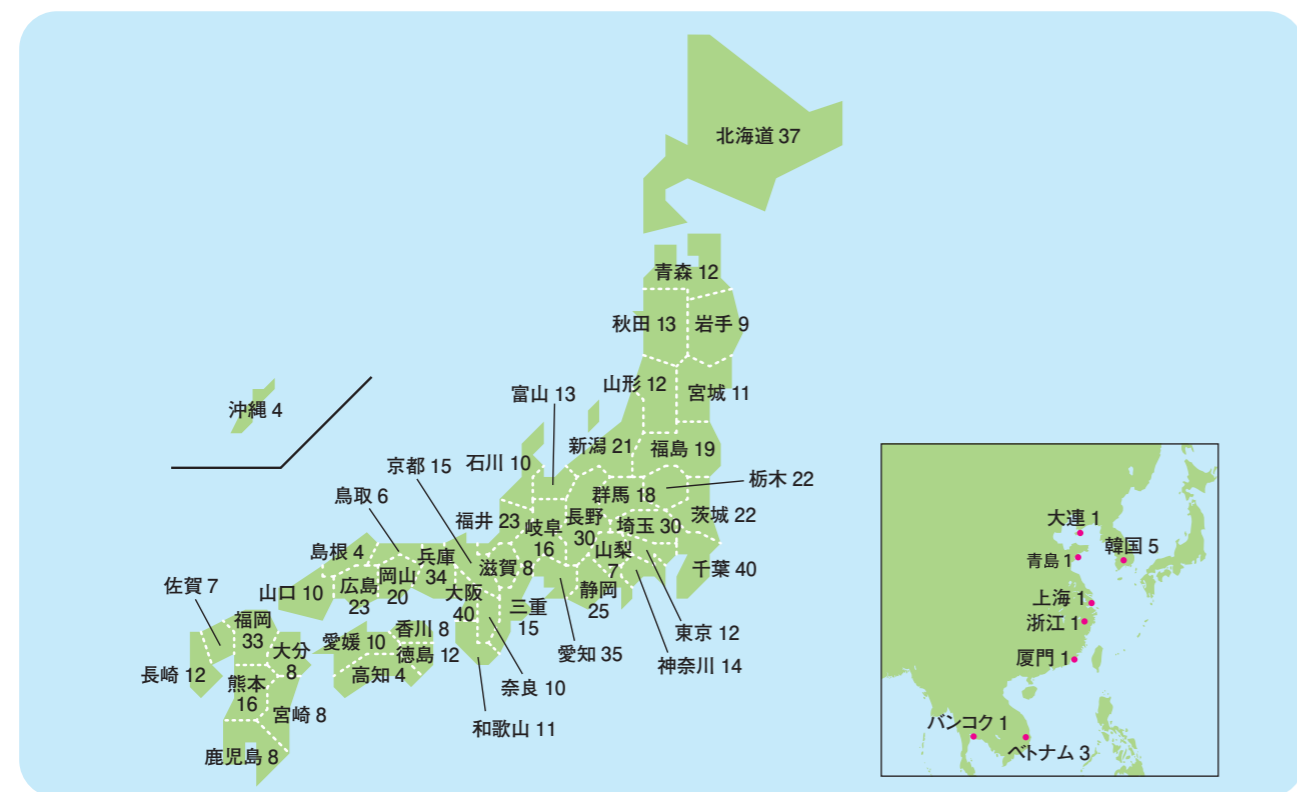 北海道 37
青森 12
秋田 13
岩手 9
山形 12
宮城 11
富山 13
新潟 21
福島 19
沖縄 4
石川 10
京都 15
群馬 18
栃木 22
鳥取 6
福井 23
岐阜
16
長野
30
埼玉 30
茨城 22
島根 4
兵庫
34
滋賀 8
山梨
7
千葉 40
佐賀 7
山口 10
広島
23
岡山
20
大阪
40
三重
15
静岡
25
福岡
33
愛媛 10
香川 8
東京 12
大分
8
徳島 12
愛知 35
神奈川 14
長崎 12
高知 4
熊本
16
奈良 10
宮崎 8
和歌山 11
鹿児島 8
大連 1
韓国 5
青島 1
上海 1
浙江 1
厦門 1
バンコク 1
ベトナム 3